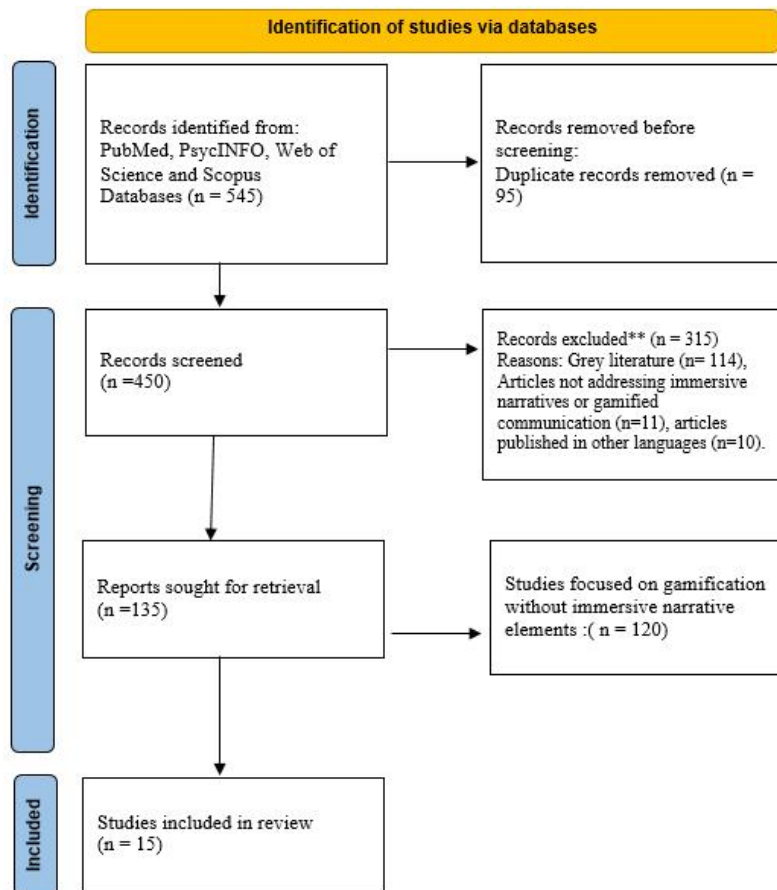 Identification of studies via databases
Identification
Records identified from:
PubMed, PsycINFO, Web of
Science and Scopus
Databases (n = 545)
Records removed before
screening:
Duplicate records removed (n =
95)
Screening
Records screened
(n =450)
Records excluded** (n = 315)
Reasons: Grey literature (n= 114),
Articles not addressing immersive
narratives or gamified
communication (n=11), articles
published in other languages (n=10).
Reports sought for retrieval
(n =135)
Studies focused on gamification
without immersive narrative
elements :( n = 120)
Included
Studies included in review
(n = 15)